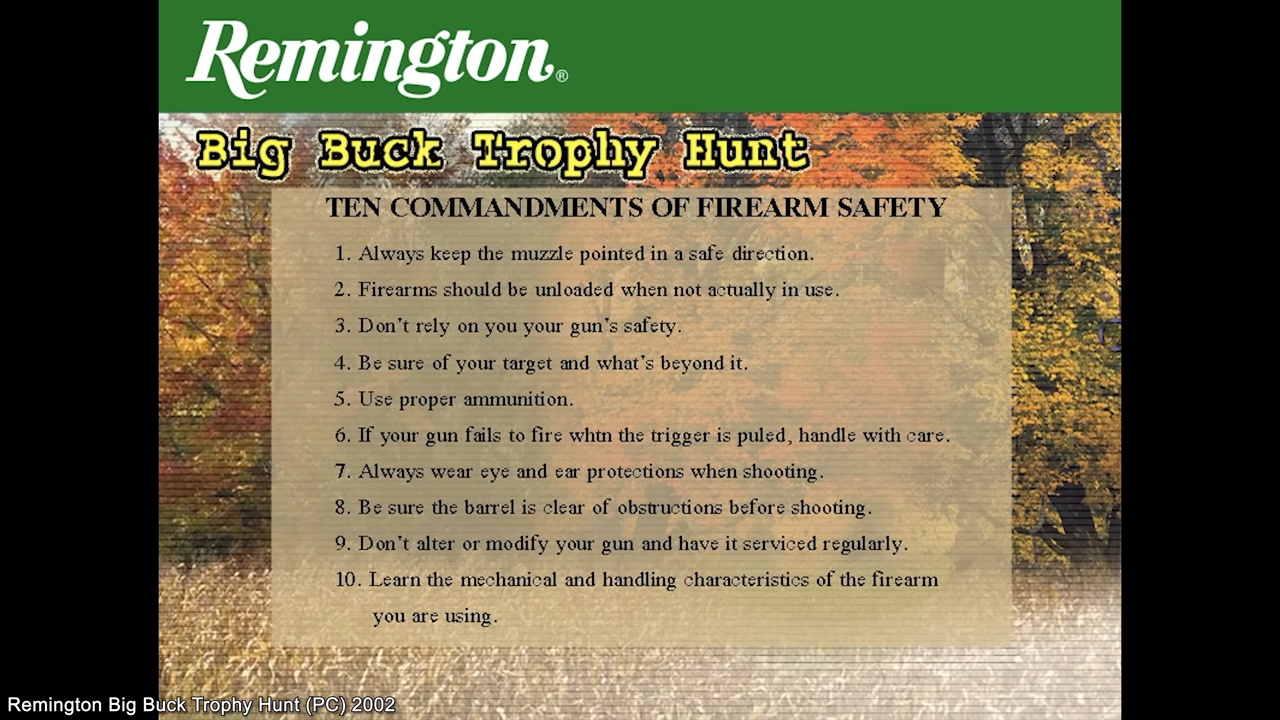 Remington®
Big Buck Trophy Hunt
TEN COMMANDMENTS OF FIREARM SAFETY
1. Always keep the muzzle pointed in a safe direction.
2. Firearms should be unloaded when not actually in use.
3. Don't rely on you your gun's safety.
4. Be sure of your target and what's beyond it.
5. Use proper ammunition.
6. If your gun fails to fire whtn the trigger is puled, handle with care.
7. Always wear eye and ear protections when shooting.
8. Be sure the barrel is clear of obstructions before shooting.
9. Don't alter or modify your gun and have it serviced regularly.
10. Learn the mechanical and handling characteristics of the firearm
you are using.
Remington Big Buck Trophy Hunt (PC) 2002